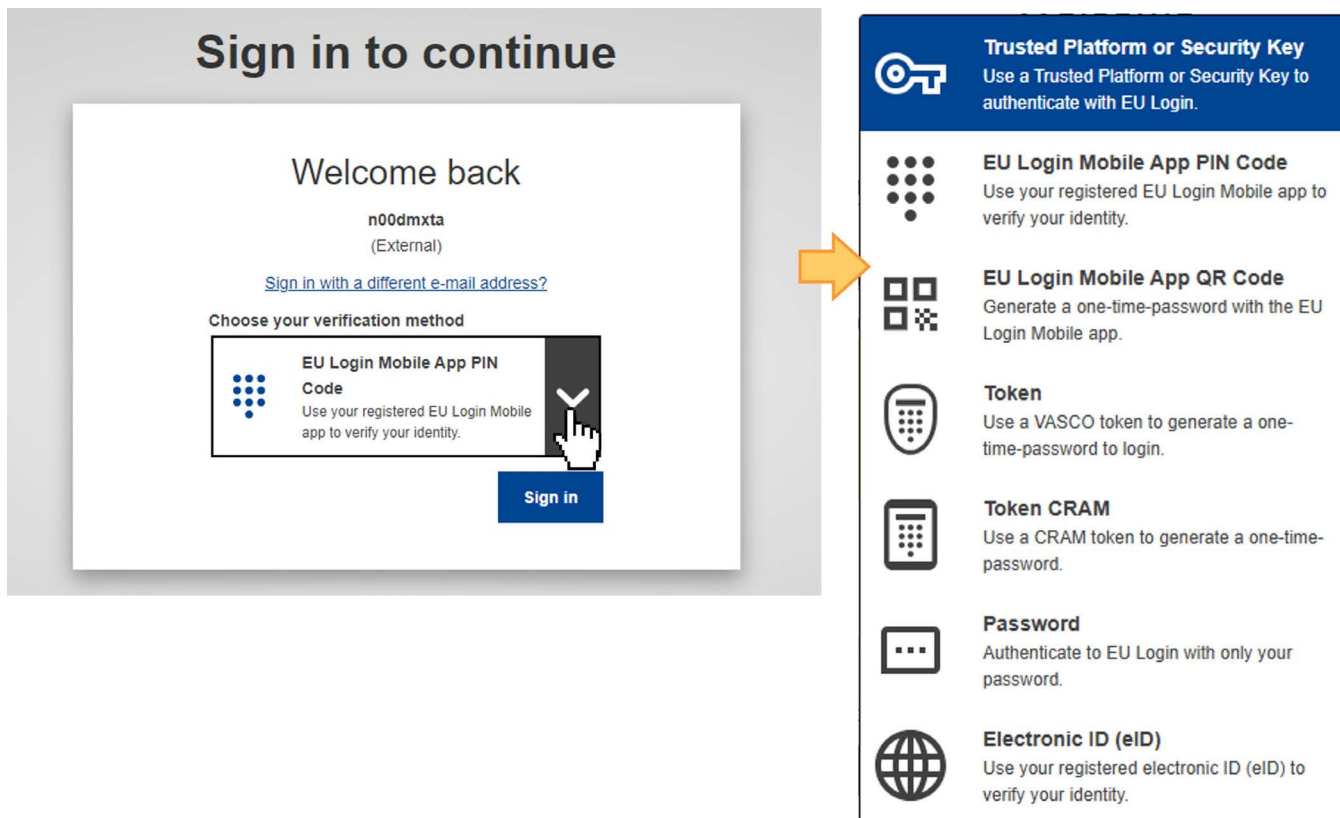 Sign in to continue
Welcome back
n00dmxta
(External)
Sign in with a different e-mail address?
Choose your verification method
EU Login Mobile App PIN
Code
Use your registered EU Login Mobile
app to verify your identity.
Sign in
Trusted Platform or Security Key
Use a Trusted Platform or Security Key to
authenticate with EU Login.
EU Login Mobile App PIN Code
Use your registered EU Login Mobile app to
verify your identity.
EU Login Mobile App QR Code
Generate a one-time-password with the EU
Login Mobile app.
Token
Use a VASCO token to generate a one-
time-password to login.
Token CRAM
Use a CRAM token to generate a one-time-
password.
Password
Authenticate to EU Login with only your
password.
Electronic ID (eID)
Use your registered electronic ID (eID) to
verify your identity.